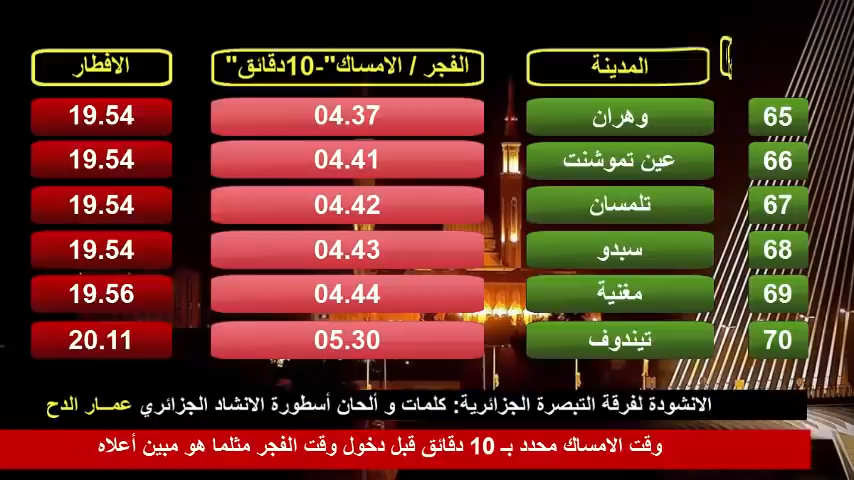 المدينة الفجر / الامساك"-10دقائق" الافطار
65 وهران 04.37 19.54
66 عين تموشنت 04.41 19.54
67 تلمسان 04.42 19.54
68 سبدو 04.43 19.54
69 مغنية 04.44 19.56
70 تيندوف 05.30 20.11
الانشودة لفرقة التبصرة الجزائرية: كلمات و ألحان أسطورة الانشاد الجزائري عمــار الدح
وقت الامساك محدد بـ 10 دقائق قبل دخول وقت الفجر مثلما هو مبين أعلاه